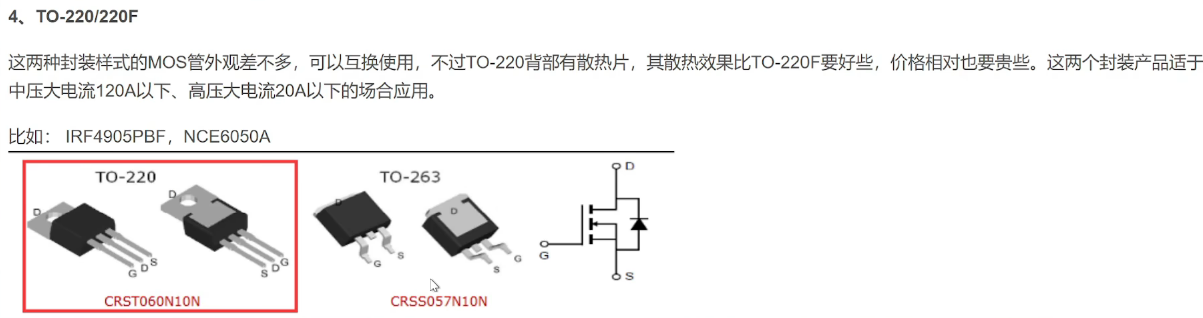 4、TO-220/220F
这两种封装样式的MOS管外观差不多，可以互换使用，不过TO-220背部有散热片，其散热效果比TO-220F要好些，价格相对也要贵些。这两个封装产品适于
中压大电流120A以下、高压大电流20A以下的场合应用。
比如： IRF4905PBF，NCE6050A
TO-220
TO-263
D
D
D
D
D
G
D
S
S
D
G
G
S
S
G
G
S
CRST060N10N
CRSS057N10N